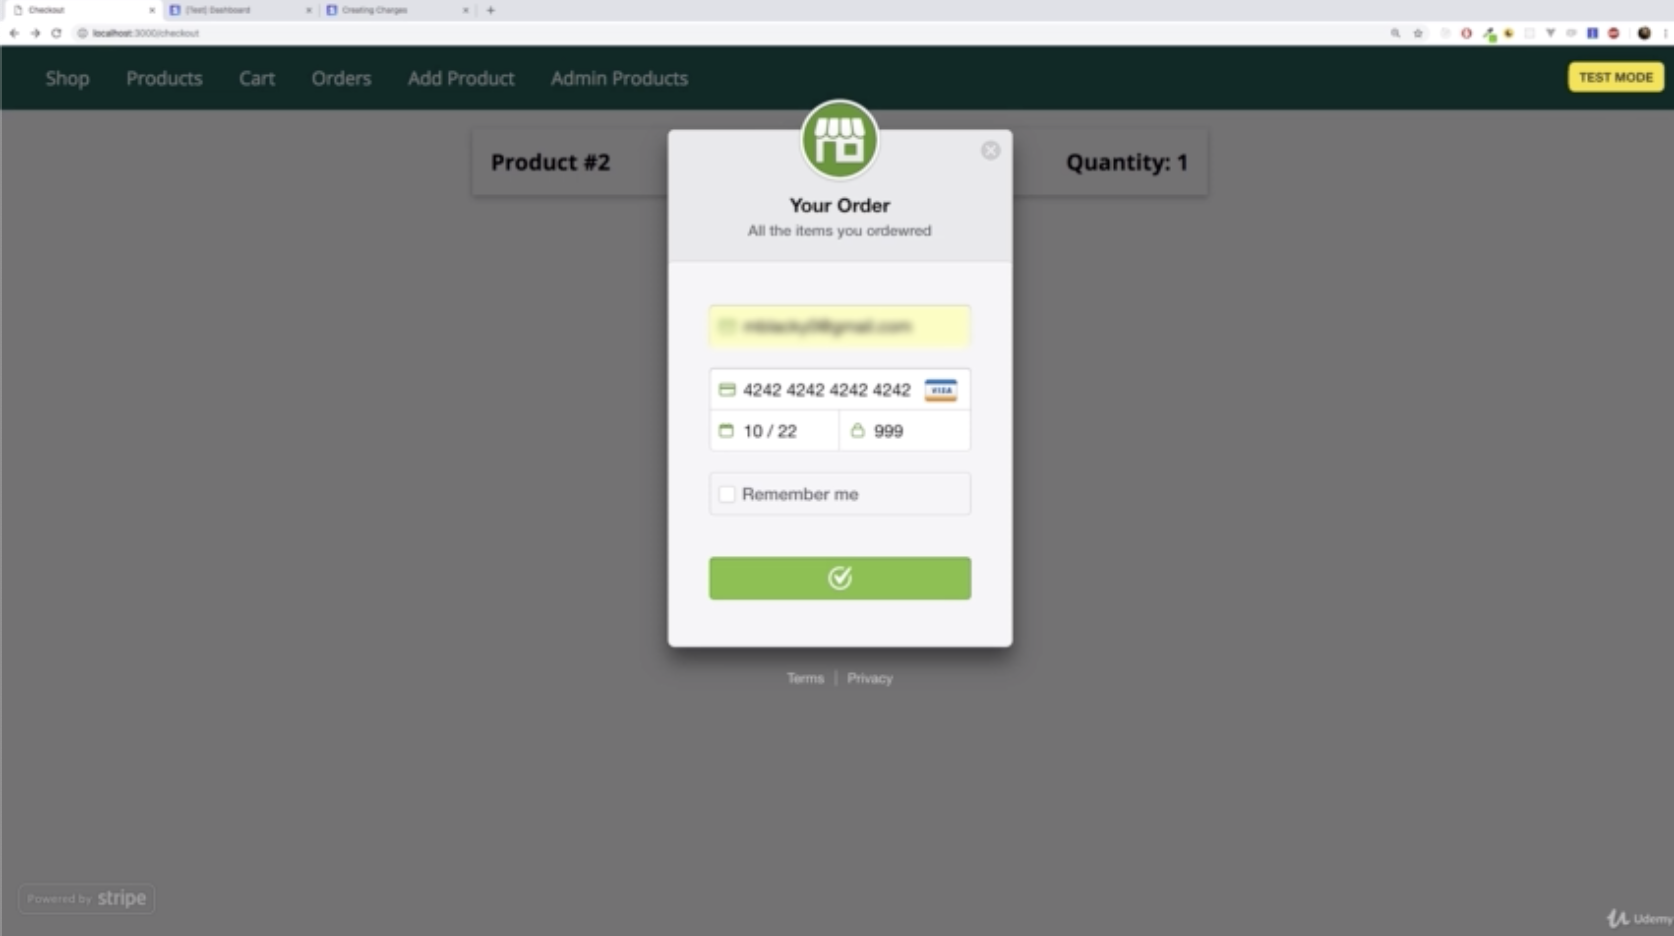 Checkout
[Test] Dashboard
Creating Charges
localhost:3000/checkout
Shop Products Cart Orders Add Product Admin Products
TEST MODE
Product #2
Quantity: 1
Your Order
All the items you ordewred
4242 4242 4242 4242 VISA
10 / 22 999
Remember me
Terms | Privacy
Powered by stripe
Udemy